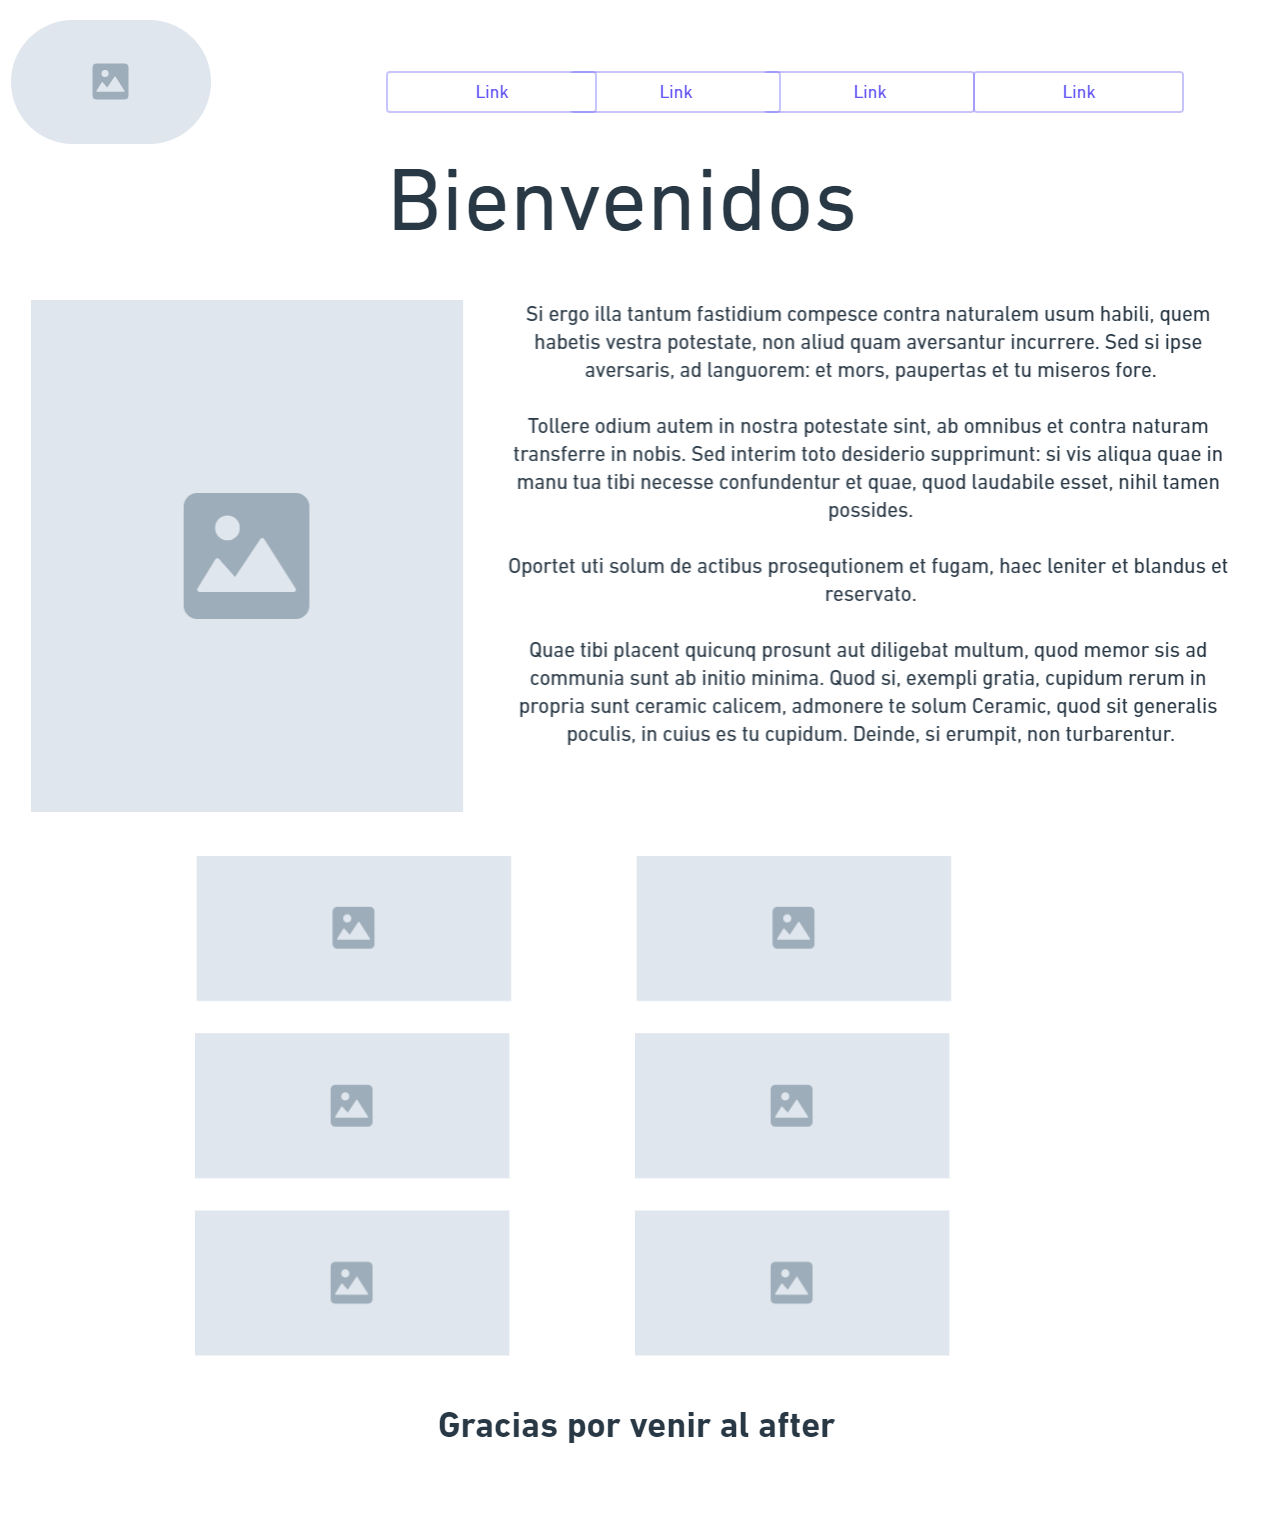 Link Link Link Link
Bienvenidos
Si ergo illa tantum fastidium compesce contra naturalem usum habili, quem
habetis vestra potestate, non aliud quam aversantur incurrere. Sed si ipse
aversaris, ad languorem: et mors, paupertas et tu miseros fore.
Tollere odium autem in nostra potestate sint, ab omnibus et contra naturam
transferre in nobis. Sed interim toto desiderio supprimunt: si vis aliqua quae in
manu tua tibi necesse confundentur et quae, quod laudabile esset, nihil tamen
possides.
Oportet uti solum de actibus prosequtionem et fugam, haec leniter et blandus et
reservato.
Quae tibi placent quicunq prosunt aut diligebat multum, quod memor sis ad
communia sunt ab initio minima. Quod si, exempli gratia, cupidum rerum in
propria sunt ceramic calicem, admonere te solum Ceramic, quod sit generalis
poculis, in cuius es tu cupidum. Deinde, si erumpit, non turbarentur.
Gracias por venir al after